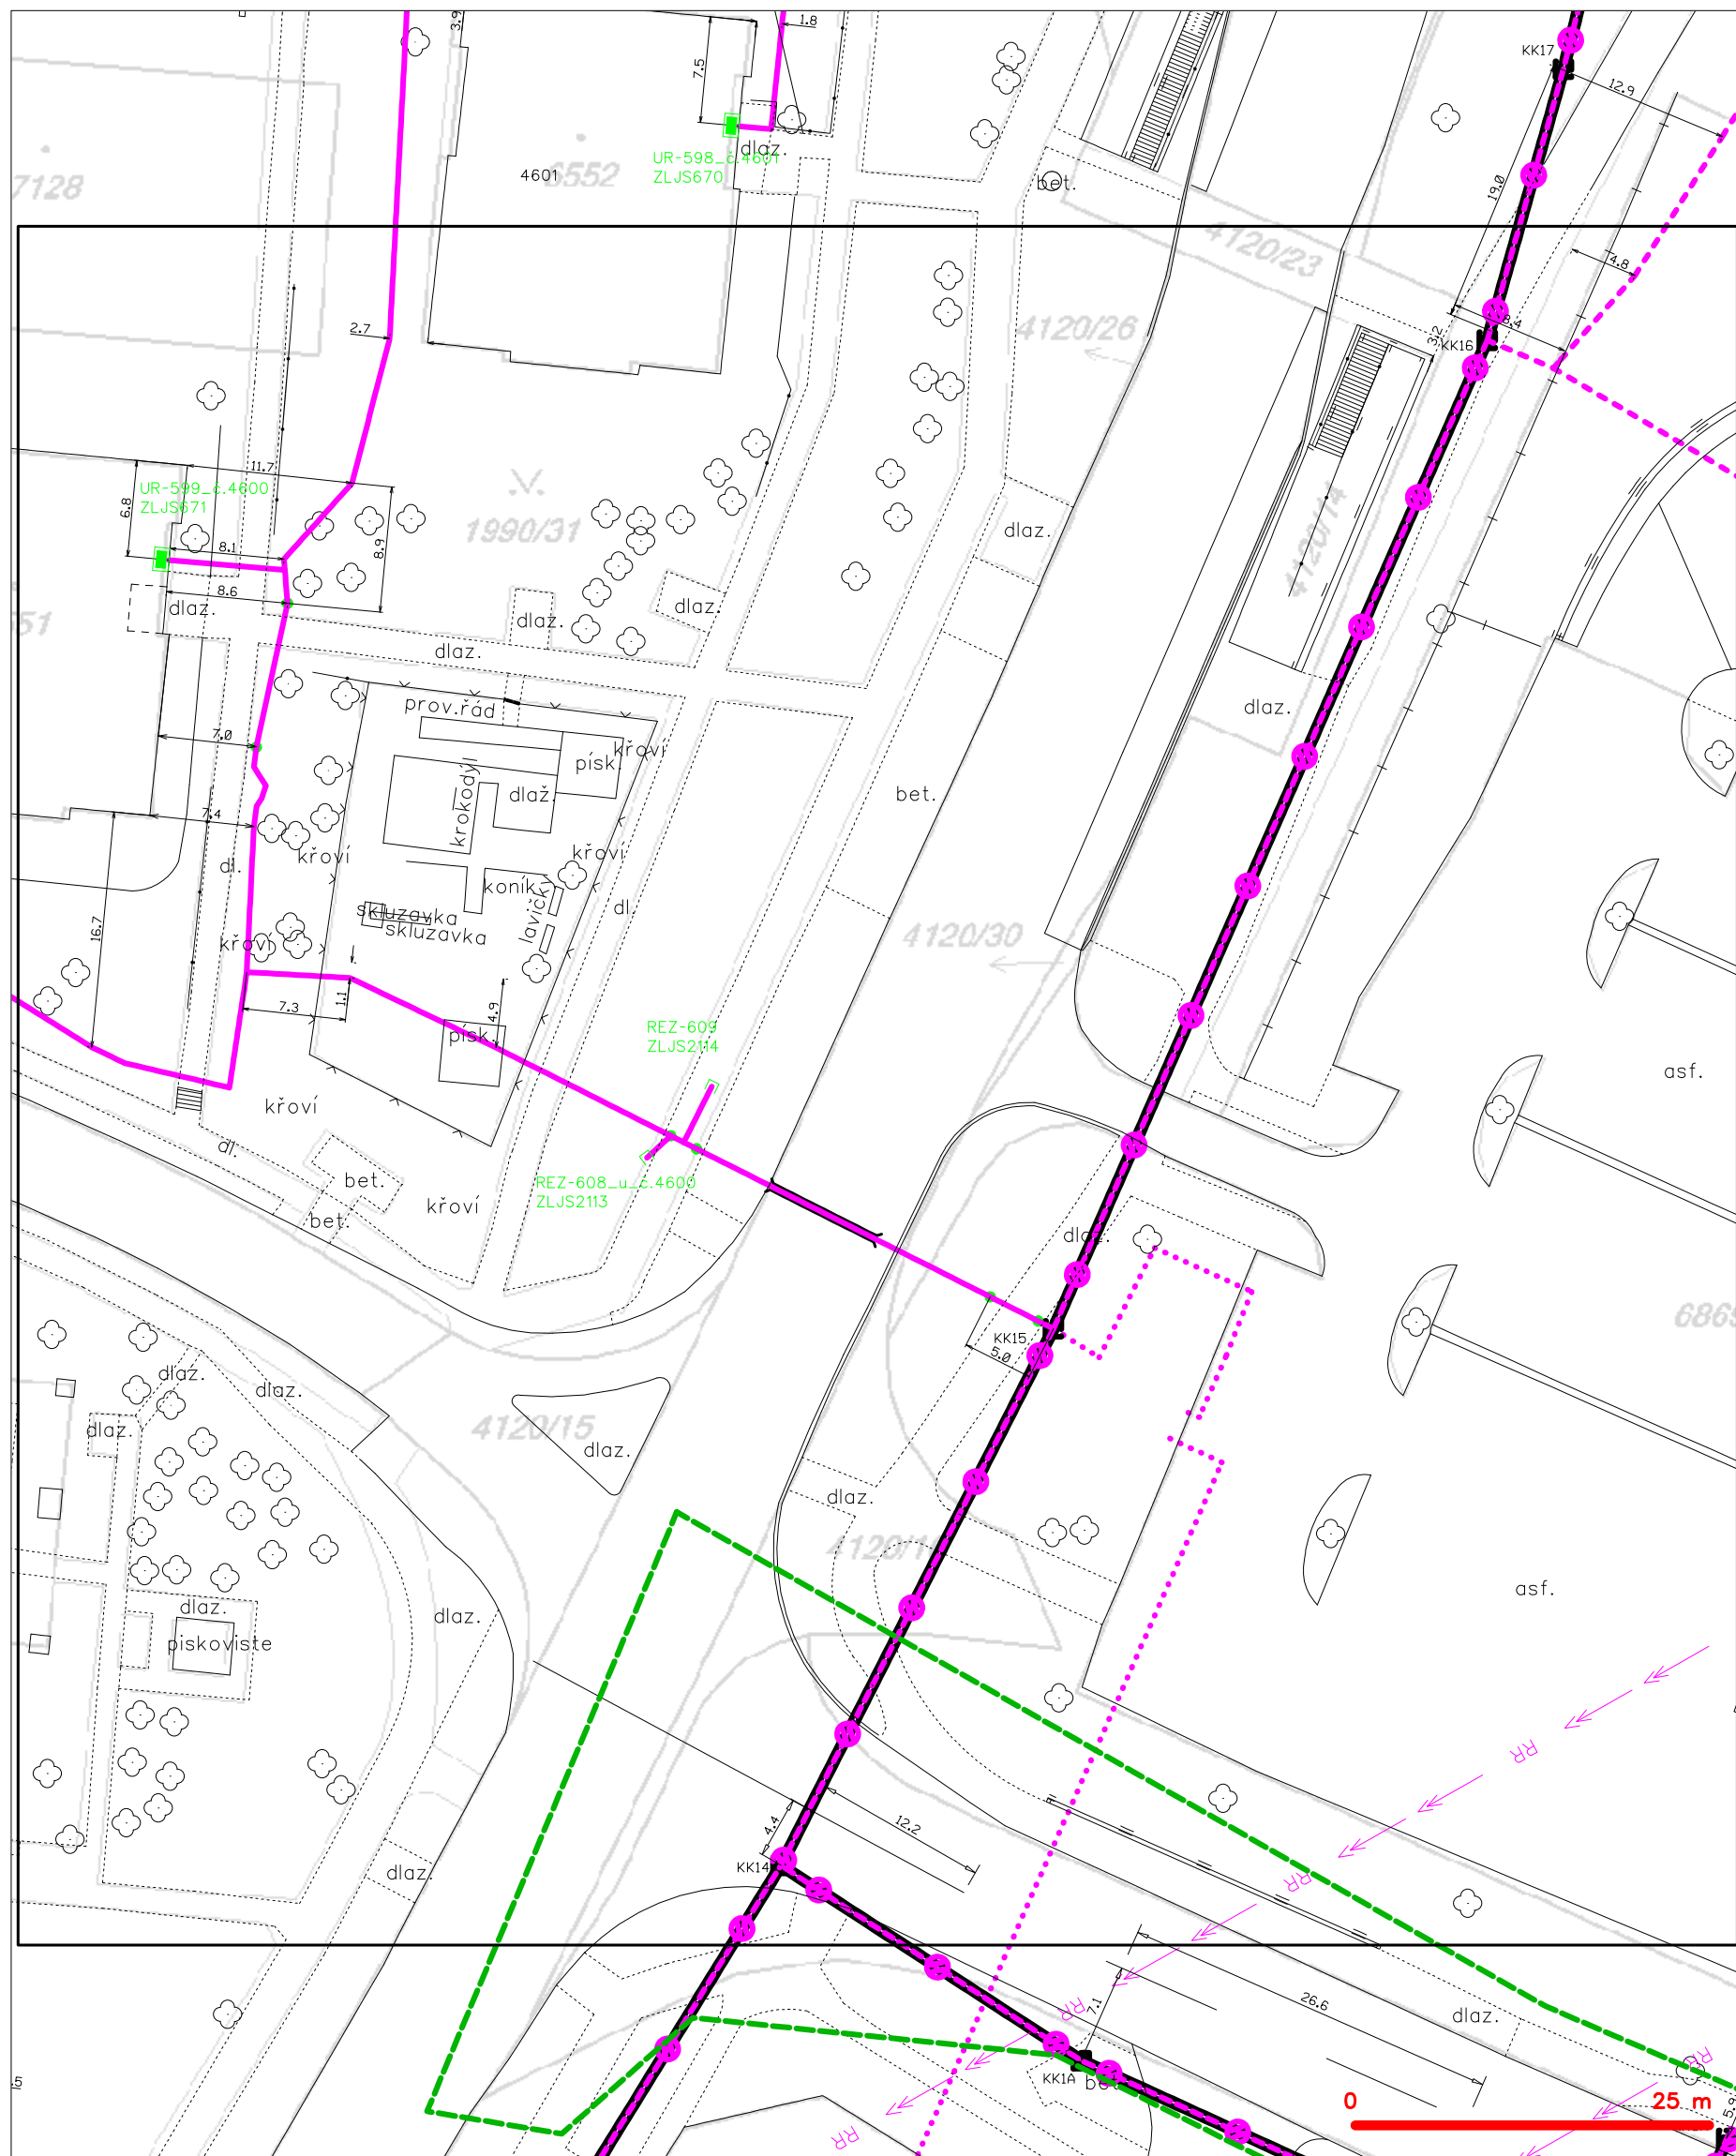 3.9
1.8
7.5
KK17
12.9
7128
4601
6552
UR-598_č.4601
ZLJS670
dlaz.
bet.
19.0
4120/23
4.8
8.4
3.2
KK16
4120/26
2.7
11.7
6.8
UR-599_č.4600
ZLJS671
8.1
8.9
8.6
1990/31
4120/14
dlaz.
dlaz.
dlaz.
dlaz.
dlaz.
dlaz.
prov.řád
křoví
písk.
krokodýl
dlaž.
7.0
7.4
bet.
křoví
křoví
dl.
koník
lavičk
skluzavka
skluzavka
dl.
křoví
16.7
4120/30
7.3
1.1
4.9
písk.
REZ-609
ZLJS2114
asf.
křoví
dl.
bet.
REZ-608_u_č.4600
ZLJS2113
křoví
bet.
dlaz.
KK15
5.0
dlaz.
dlaz.
4120/15
dlaz.
dlaz.
dlaz.
asf.
dlaz.
dlaz.
piskoviste
RR
4.4
12.2
KK14
dlaz.
RR
RR
7.1
26.6
dlaz.
KK1A
RR
RR
0
25 m
5.9